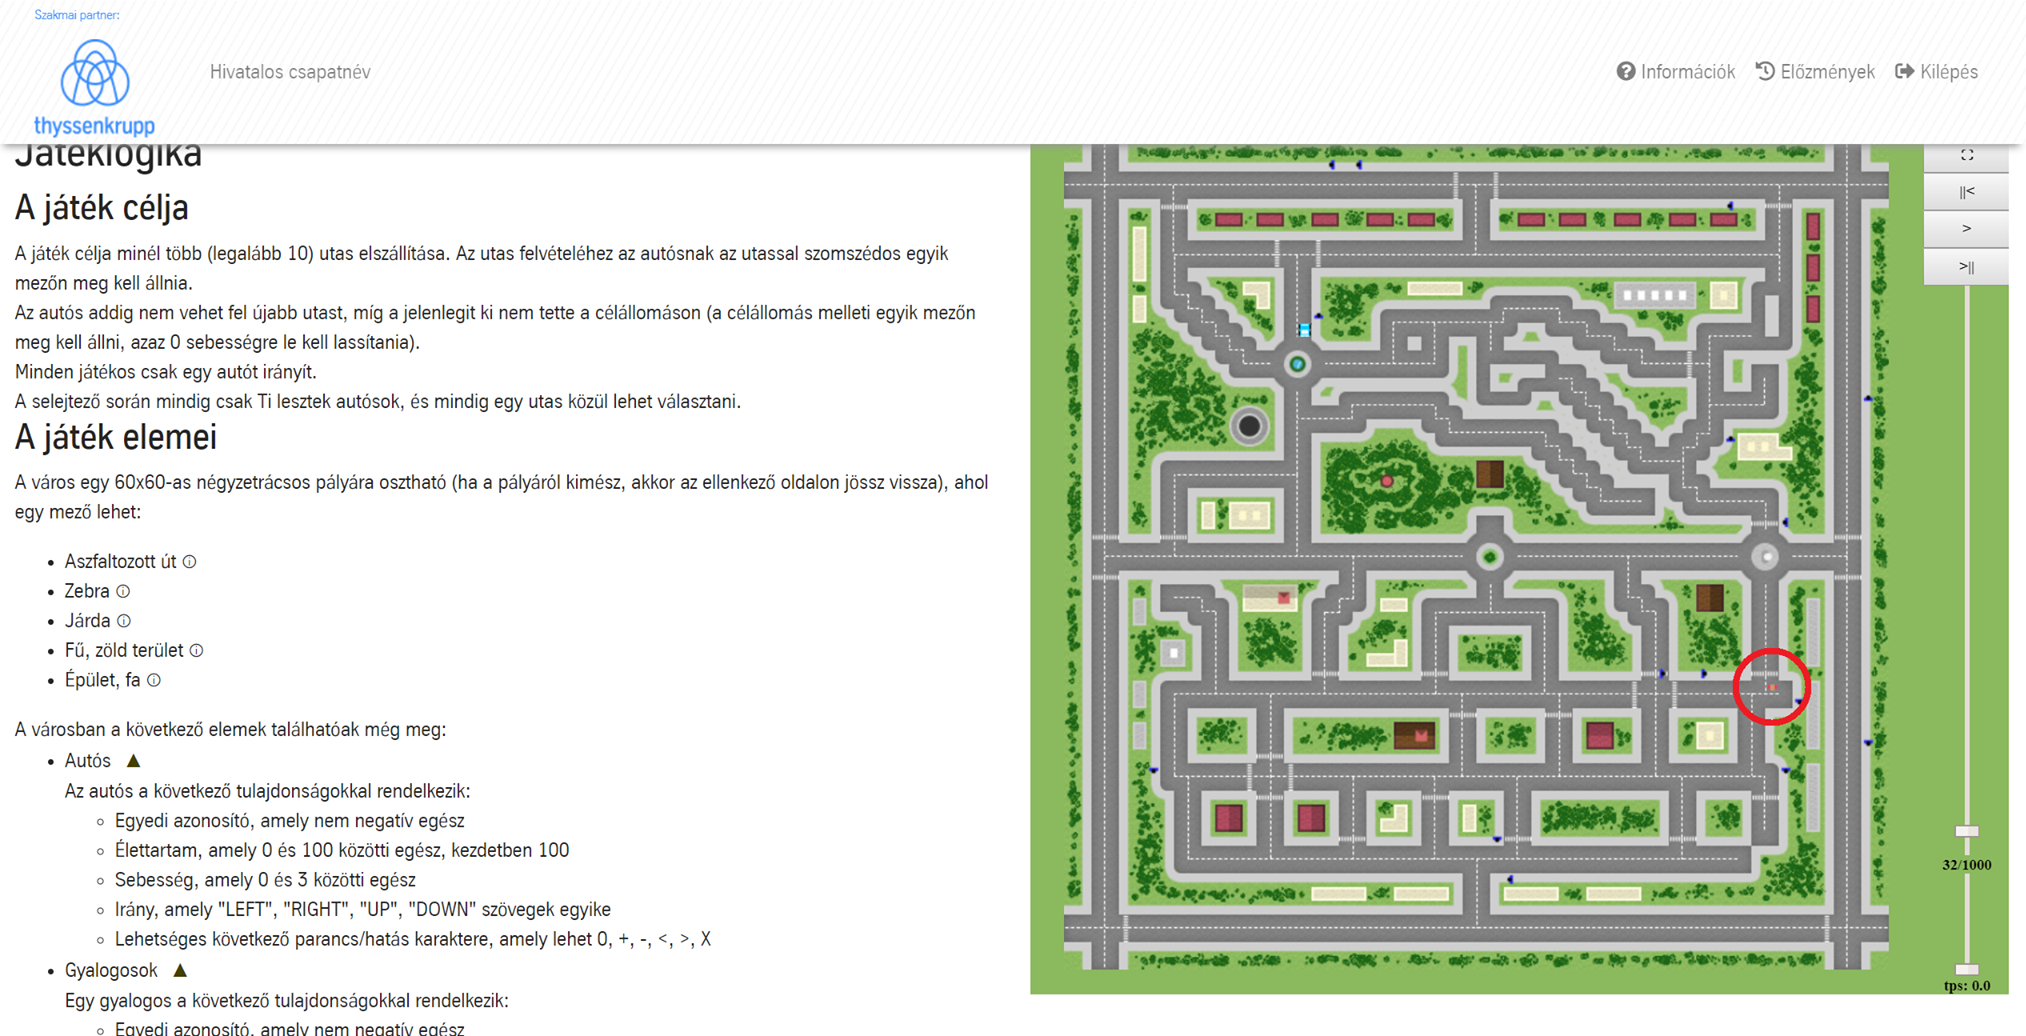 Szakmai partner:
thyssenkrupp
Hivatalos csapatnév
Információk
Előzmények
Kilépés
Játéklogika
A játék célja
A játék célja minél több (legalább 10) utas elszállítása. Az utas felvételéhez az autósnak az utassal szomszédos egyik
mezőn meg kell állnia.
Az autós addig nem vehet fel újabb utast, míg a jelenlegit ki nem tette a célállomáson (a célállomás melleti egyik mezőn
meg kell állni, azaz 0 sebességre le kell lassítania).
Minden játékos csak egy autót irányít.
A selejtező során mindig csak Ti lesztek autósok, és mindig egy utas közül lehet választani.
A játék elemei
A város egy 60x60-as négyzetrácsos pályára osztható (ha a pályáról kimész, akkor az ellenkező oldalon jössz vissza), ahol
egy mező lehet:
Aszfaltozott út
Zebra
Járda
Fű, zöld terület
Épület, fa
A városban a következő elemek találhatóak még meg:
Autós
Az autós a következő tulajdonságokkal rendelkezik:
Egyedi azonosító, amely nem negatív egész
Élettartam, amely 0 és 100 közötti egész, kezdetben 100
Sebesség, amely 0 és 3 közötti egész
Irány, amely "LEFT", "RIGHT", "UP", "DOWN" szövegek egyike
Lehetséges következő parancs/hatás karaktere, amely lehet 0, +, -, <, >, X
Gyalogosok
Egy gyalogos a következő tulajdonságokkal rendelkezik:
Egyedi azonosító, amely nem negatív egész
||<
>
>||
32/1000
tps: 0.0